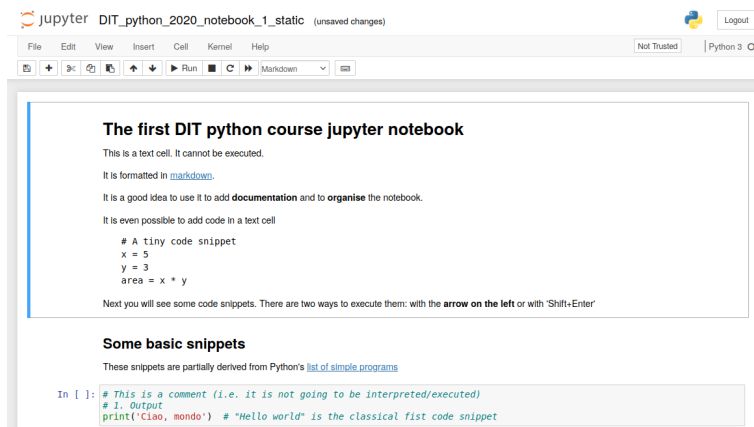 jupyter DIT_python_2020_notebook_1_static (unsaved changes)
Logout
File Edit View Insert Cell Kernel Help
Not Trusted
Python 3
Run
Markdown
The first DIT python course jupyter notebook
This is a text cell. It cannot be executed.
It is formatted in markdown.
It is a good idea to use it to add documentation and to organise the notebook.
It is even possible to add code in a text cell
# A tiny code snippet
x = 5
y = 3
area = x * y
Next you will see some code snippets. There are two ways to execute them: with the arrow on the left or with 'Shift+Enter'
Some basic snippets
These snippets are partially derived from Python's list of simple programs
In [ ]: # This is a comment (i.e. it is not going to be interpreted/executed)
# 1. Output
print('Ciao, mondo') # "Hello world" is the classical fist code snippet